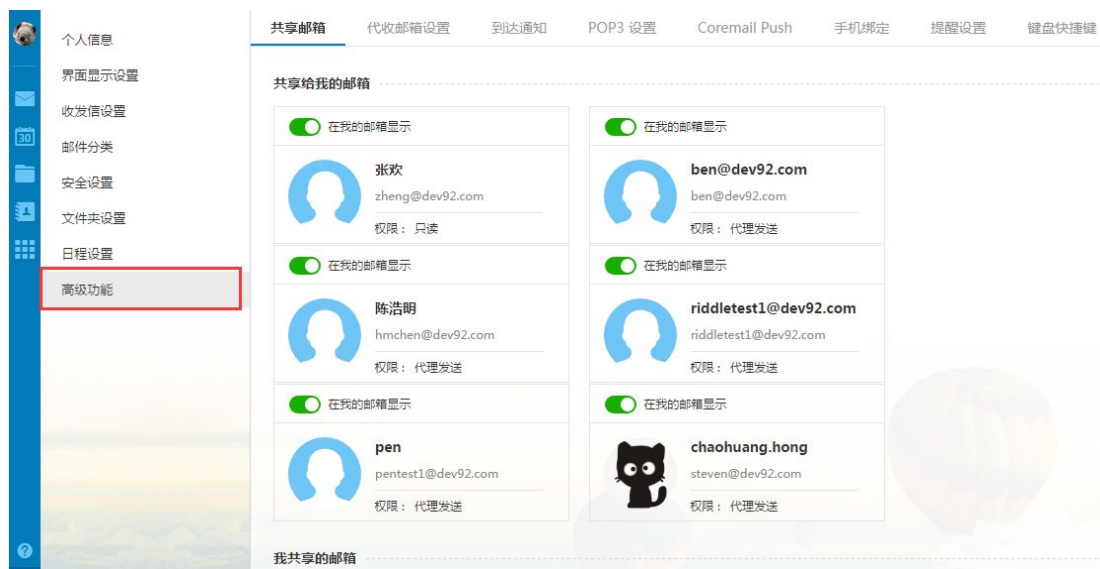 共享邮箱 代收邮箱设置 到达通知 POP3 设置 Coremail Push 手机绑定 提醒设置 键盘快捷键
个人信息
界面显示设置
收发信设置
邮件分类
安全设置
文件夹设置
日程设置
高级功能
30
共享给我的邮箱
在我的邮箱显示
张欢
zheng@dev92.com
权限： 只读
在我的邮箱显示
ben@dev92.com
ben@dev92.com
权限： 代理发送
在我的邮箱显示
陈浩明
hmchen@dev92.com
权限： 代理发送
在我的邮箱显示
riddletest1@dev92.com
riddletest1@dev92.com
权限： 代理发送
在我的邮箱显示
pen
pentest1@dev92.com
权限： 代理发送
在我的邮箱显示
chaohuang.hong
steven@dev92.com
权限： 代理发送
我共享的邮箱
?